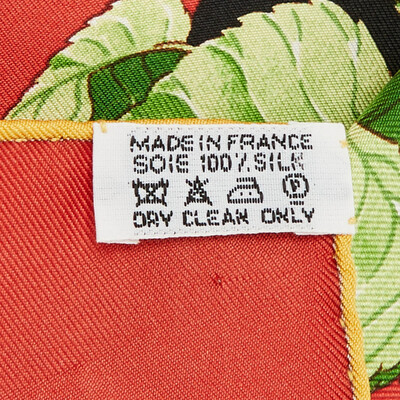 MADE IN FRANCE
SOIE 100% SILK
P
DRY CLEAN ONLY